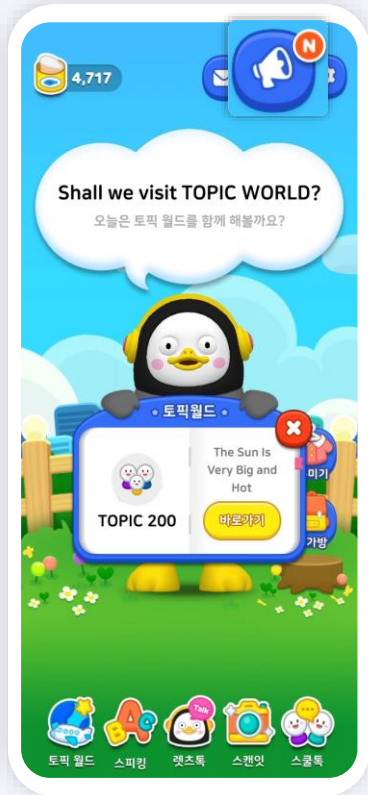 4,717
N
Shall we visit TOPIC WORLD?
오늘은 토픽 월드를 함께 해볼까요?
토픽월드
The Sun Is
Very Big and
Hot
TOPIC 200
바로가기
가방
Talk
토픽 월드
스피킹
렛츠톡
스캔잇
스쿨톡